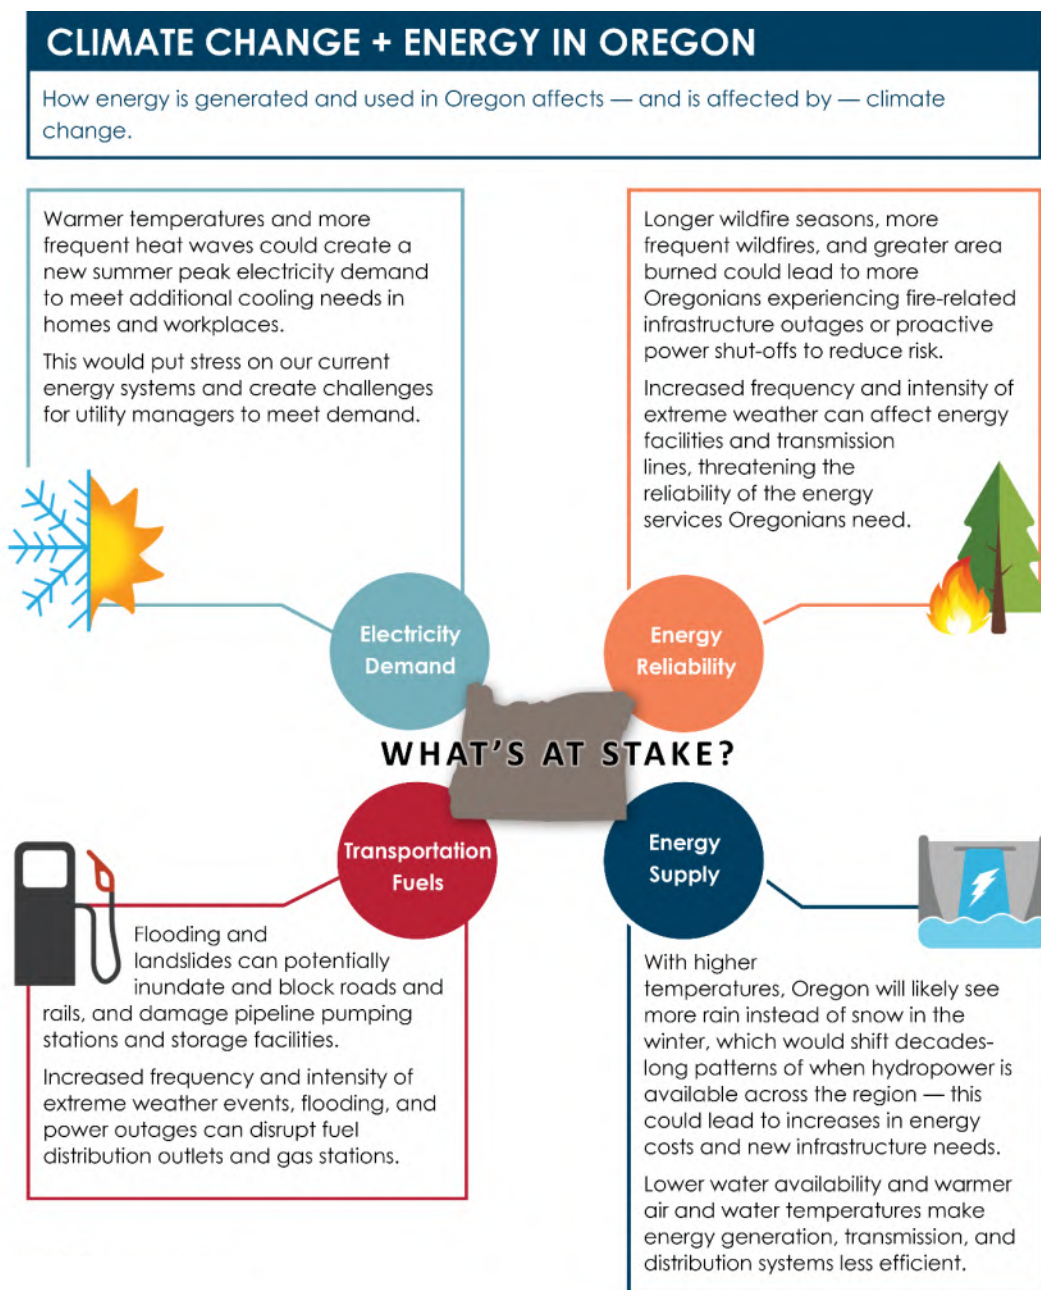 CLIMATE CHANGE + ENERGY IN OREGON
How energy is generated and used in Oregon affects — and is affected by — climate
change.
Warmer temperatures and more
frequent heat waves could create a
new summer peak electricity demand
to meet additional cooling needs in
homes and workplaces.
This would put stress on our current
energy systems and create challenges
for utility managers to meet demand.
Longer wildfire seasons, more
frequent wildfires, and greater area
burned could lead to more
Oregonians experiencing fire-related
infrastructure outages or proactive
power shut-offs to reduce risk.
Increased frequency and intensity of
extreme weather can affect energy
facilities and transmission
lines, threatening the
reliability of the energy
services Oregonians need.
Electricity
Demand
Energy
Reliability
WHAT'S AT STAKE?
Transportation
Fuels
Energy
Supply
Flooding and
landslides can potentially
inundate and block roads and
rails, and damage pipeline pumping
stations and storage facilities.
Increased frequency and intensity of
extreme weather events, flooding, and
power outages can disrupt fuel
distribution outlets and gas stations.
With higher
temperatures, Oregon will likely see
more rain instead of snow in the
winter, which would shift decades-
long patterns of when hydropower is
available across the region — this
could lead to increases in energy
costs and new infrastructure needs.
Lower water availability and warmer
air and water temperatures make
energy generation, transmission, and
distribution systems less efficient.